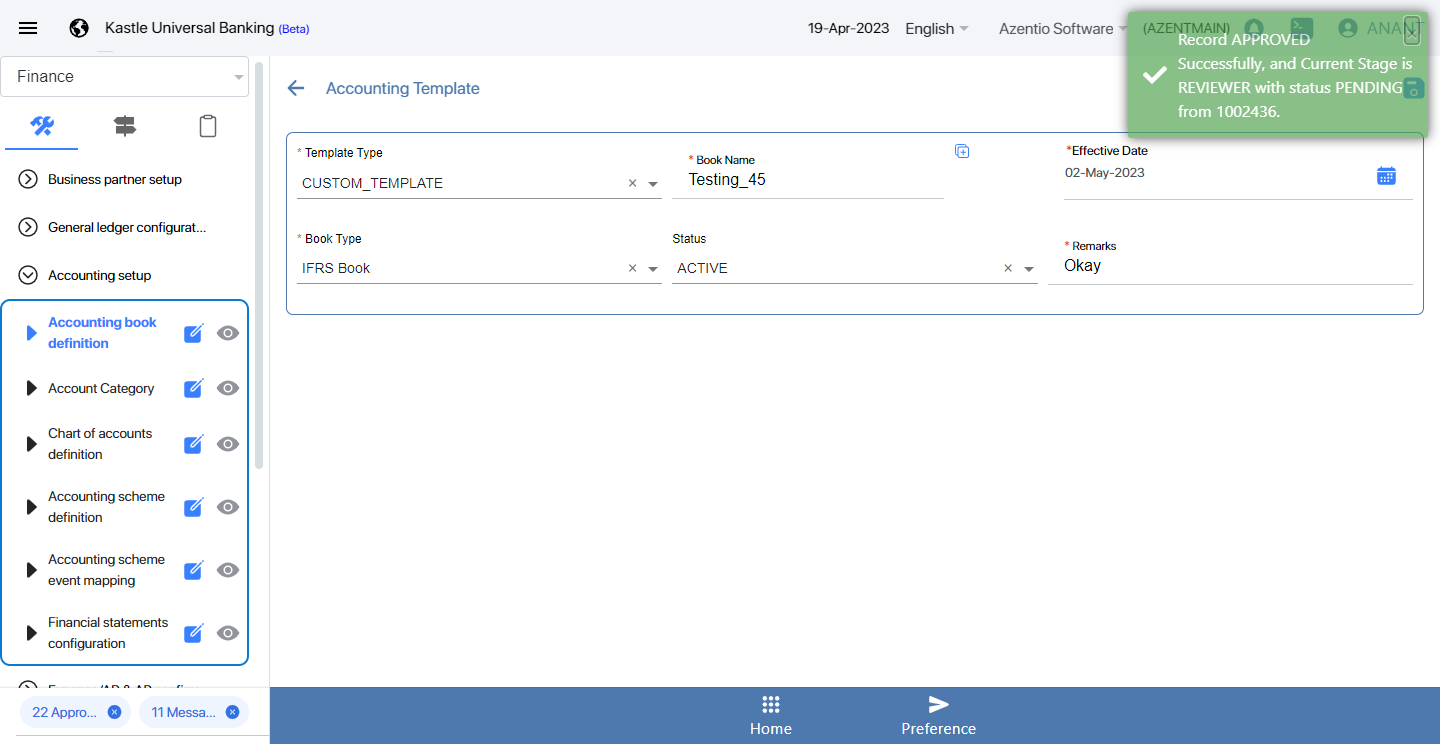 Kastle Universal Banking (Beta)
19-Apr-2023
English
Azentio Software
(AZENTMAIN)
ANANT
Record APPROVED
Successfully, and Current Stage is
REVIEWER with status PENDING
from 1002436.
Finance
Accounting Template
* Template Type
CUSTOM_TEMPLATE
* Book Name
Testing_45
*Effective Date
02-May-2023
* Book Type
IFRS Book
Status
ACTIVE
* Remarks
Okay
Business partner setup
General ledger configurat...
Accounting setup
Accounting book
definition
Account Category
Chart of accounts
definition
Accounting scheme
definition
Accounting scheme
event mapping
Financial statements
configuration
22 Appro...
11 Messa...
Home
Preference